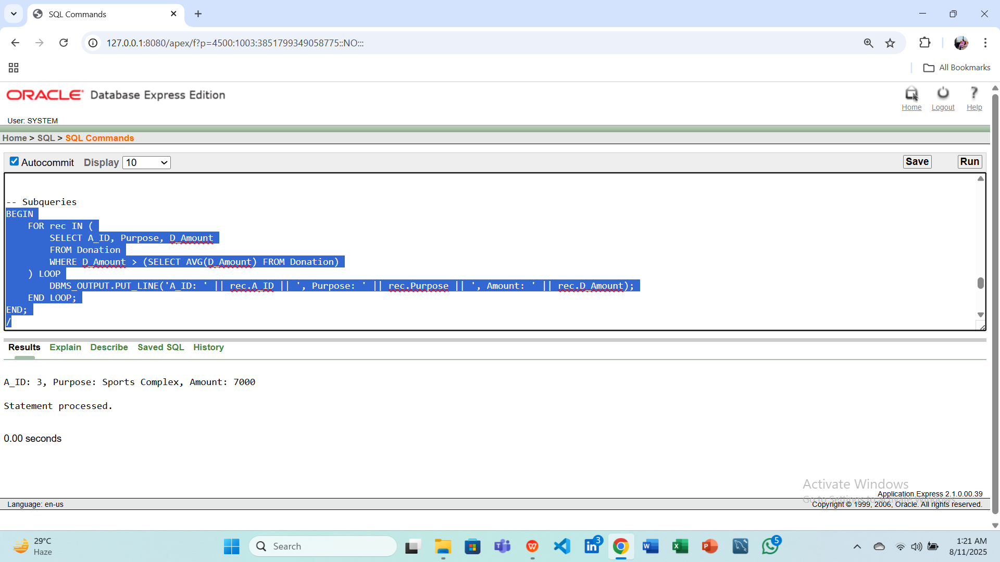 SQL Commands
127.0.0.1:8080/apex/f?p=4500:1003:3851799349058775::NO:::
All Bookmarks
ORACLE Database Express Edition
Home Logout Help
User: SYSTEM
Home > SQL > SQL Commands
Autocommit Display 10 Save Run
-- Subqueries
BEGIN
FOR rec IN (
SELECT A_ID, Purpose, D_Amount
FROM Donation
WHERE D_Amount > (SELECT AVG(D_Amount) FROM Donation)
) LOOP
DBMS_OUTPUT.PUT_LINE('A_ID: ' || rec.A_ID || ', Purpose: ' || rec.Purpose || ', Amount: ' || rec.D_Amount);
END LOOP;
END;
/
Results Explain Describe Saved SQL History
A_ID: 3, Purpose: Sports Complex, Amount: 7000
Statement processed.
0.00 seconds
Activate Windows
Application Express 2.1.0.00.39
Go to Settings to activate Windows.
Language: en-us
Copyright © 1999, 2006, Oracle. All rights reserved.
29°C
Haze
Search
3
5
1:21 AM
8/11/2025